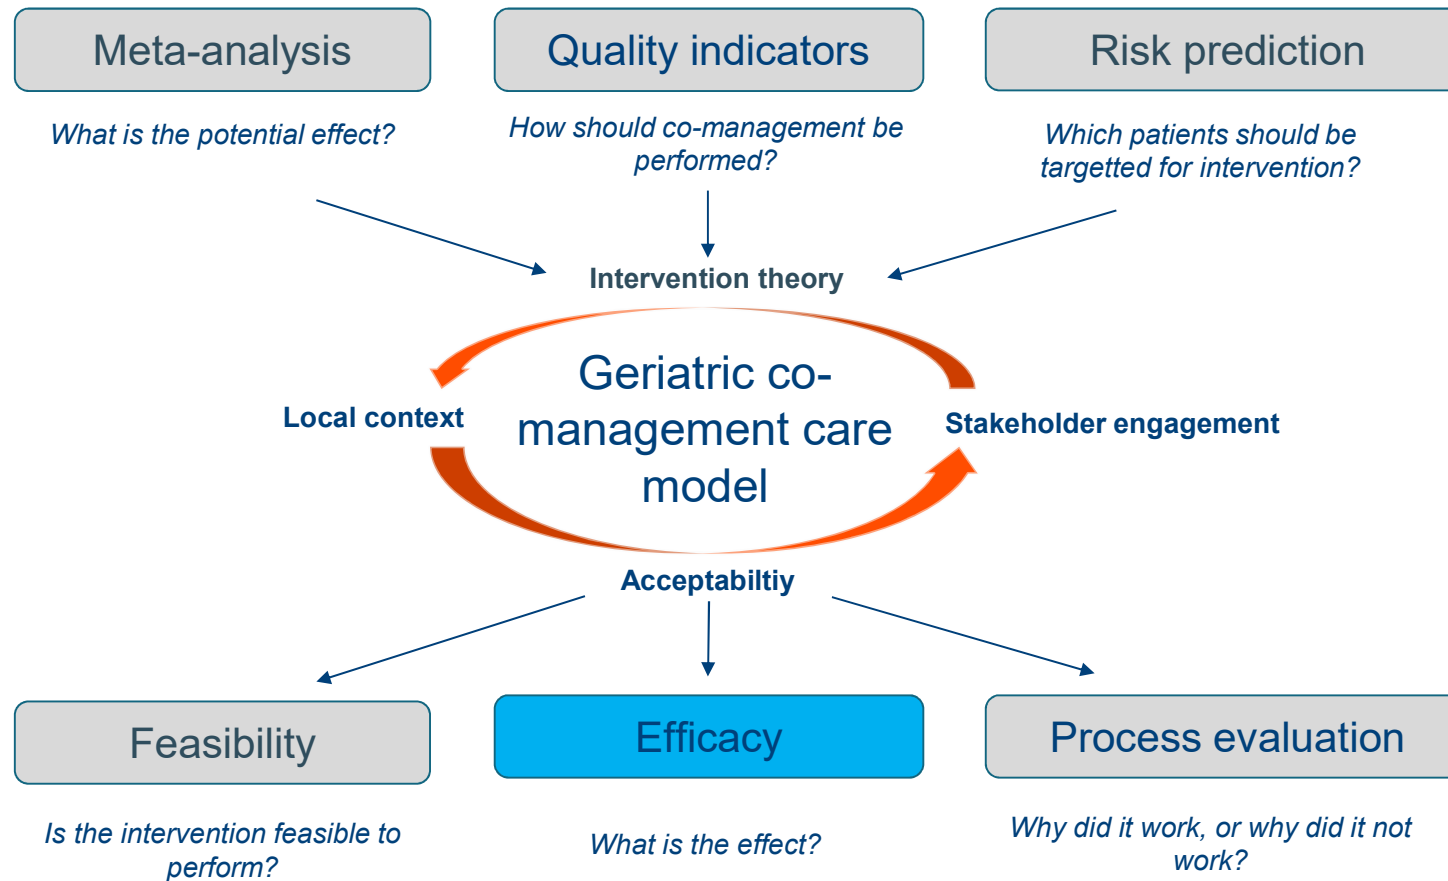 Meta-analysis
Quality indicators
Risk prediction
What is the potential effect?
How should co-management be
performed?
Which patients should be
targetted for intervention?
Intervention theory
Geriatric co-
management care
model
Local context
Stakeholder engagement
Acceptabiltiy
Feasibility
Efficacy
Process evaluation
Is the intervention feasible to
perform?
What is the effect?
Why did it work, or why did it not
work?